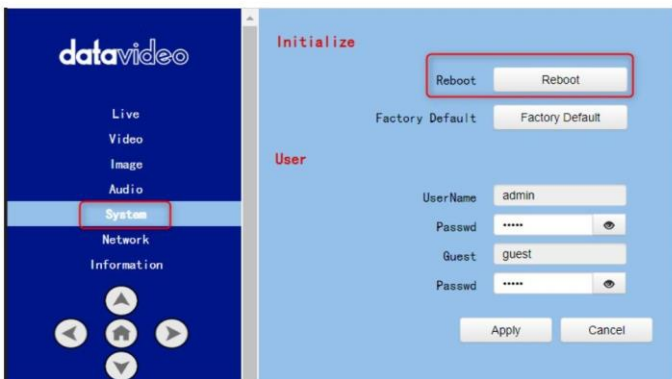 datavideo
Live
Video
Image
Audio
System
Network
Information
Initialize
Reboot Reboot
Factory Default Factory Default
User
UserName admin
Passwd •••••
Guest guest
Passwd •••••
Apply Cancel